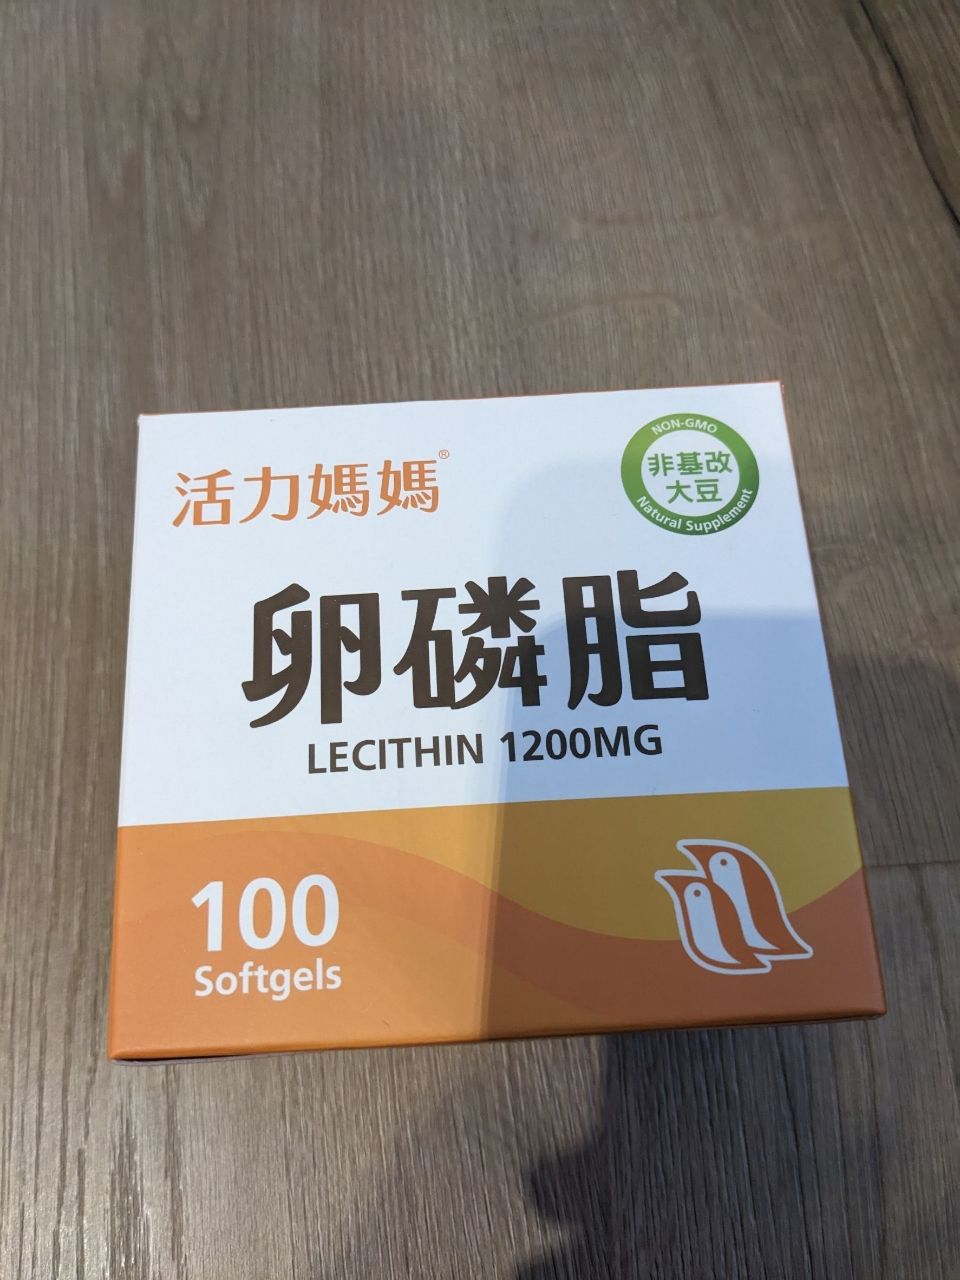 活力媽媽®
NON-GMO
非基改
大豆
Natural Supplement
卵磷脂
LECITHIN 1200MG
100
Softgels